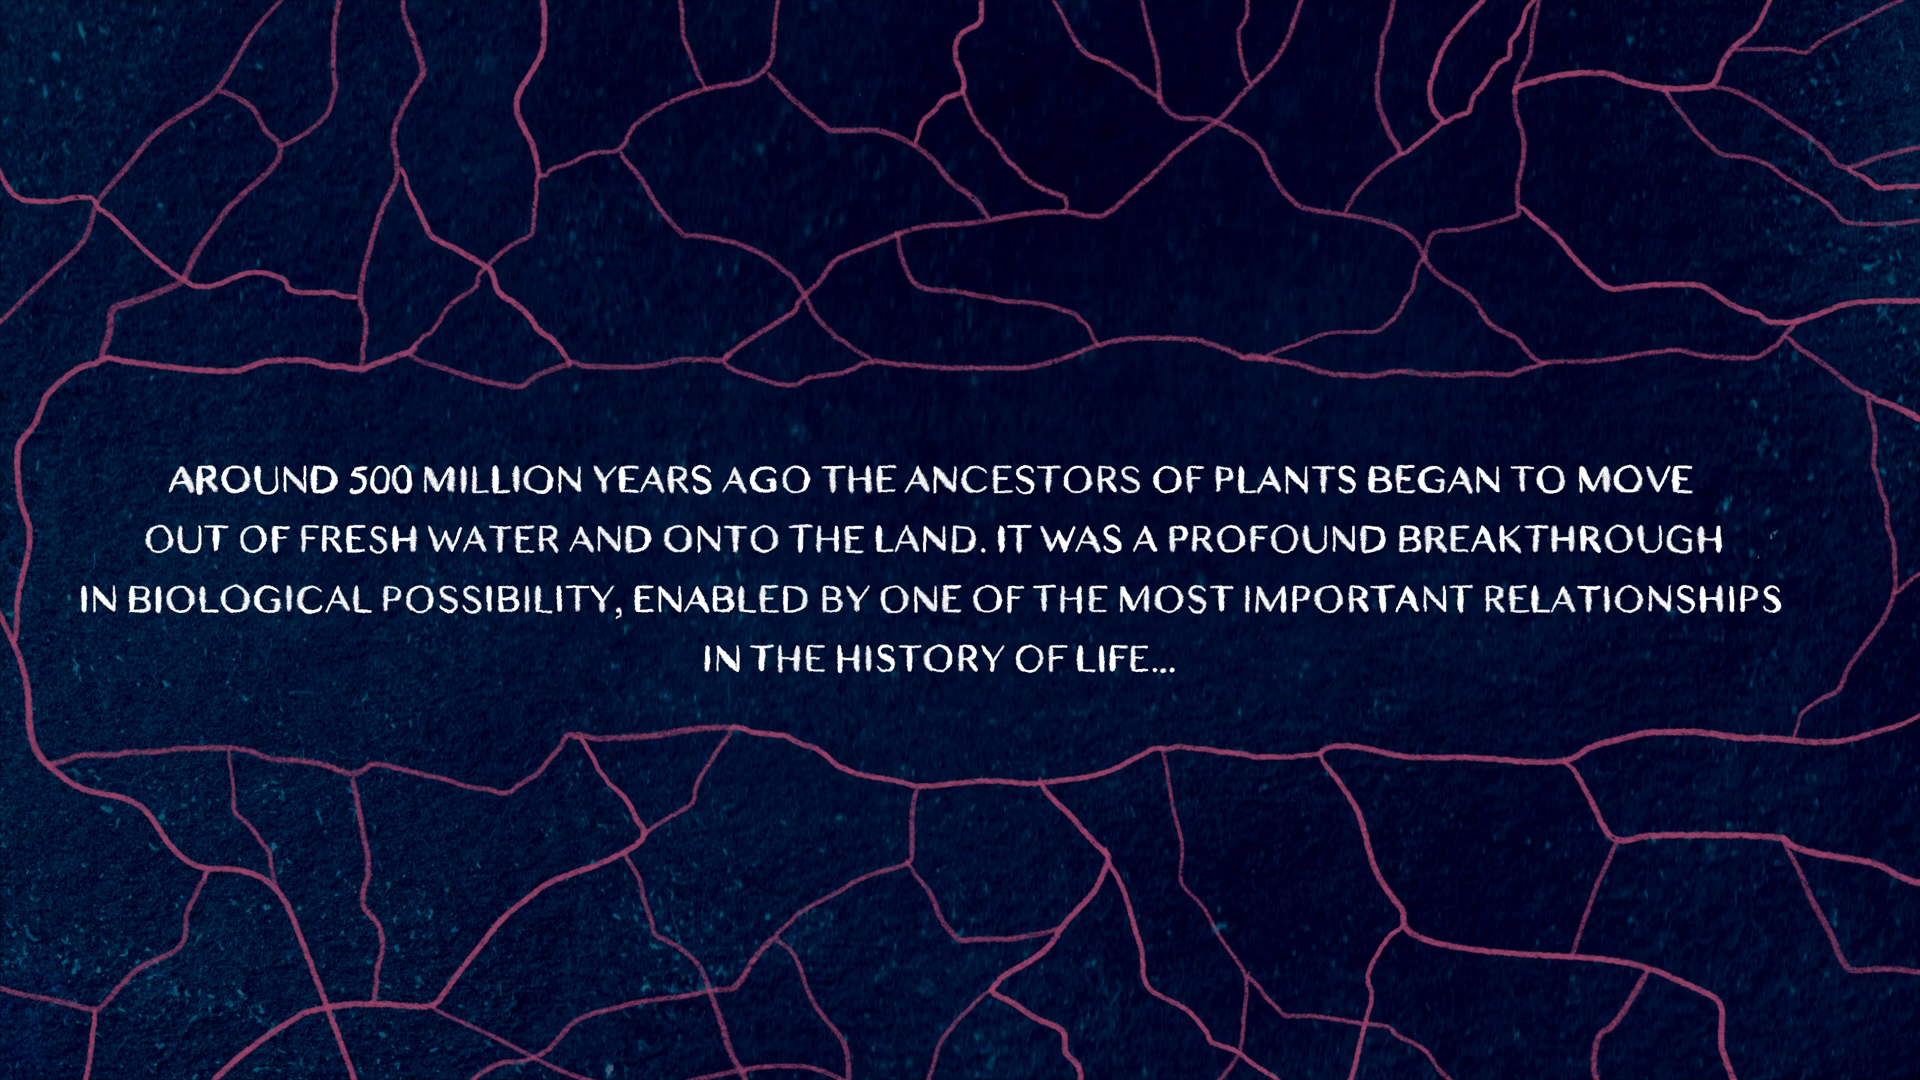 AROUND 500 MILLION YEARS AGO THE ANCESTORS OF PLANTS BEGAN TO MOVE
OUT OF FRESH WATER AND ONTO THE LAND. IT WAS A PROFOUND BREAKTHROUGH
IN BIOLOGICAL POSSIBILITY, ENABLED BY ONE OF THE MOST IMPORTANT RELATIONSHIPS
IN THE HISTORY OF LIFE...